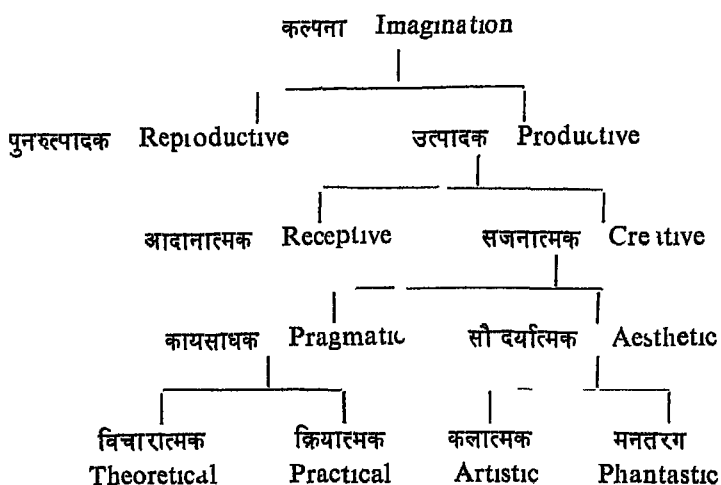 कल्पना Imagination
पुनरुत्पादक Reproductive उत्पादक Productive
आदानात्मक Receptive सजनात्मक Creative
कायसाधक Pragmatic सौ दर्यात्मक Aesthetic
विचारात्मक क्रियात्मक कलात्मक मनतरग
Theoretical Practical Artistic Phantastic